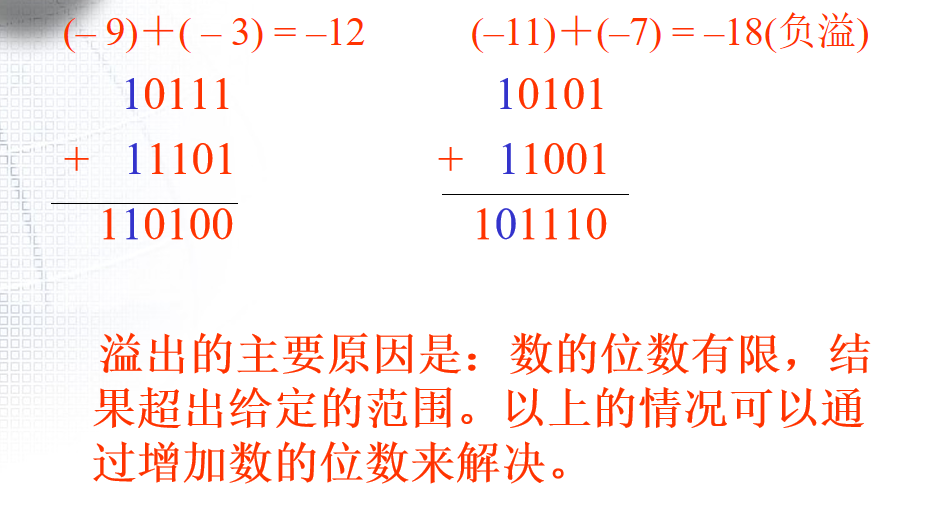 (– 9)＋( – 3) = –12 (–11)＋(–7) = –18(负溢)
10111 10101
+ 11101 + 11001
110100 101110
溢出的主要原因是：数的位数有限，结
果超出给定的范围。以上的情况可以通
过增加数的位数来解决。